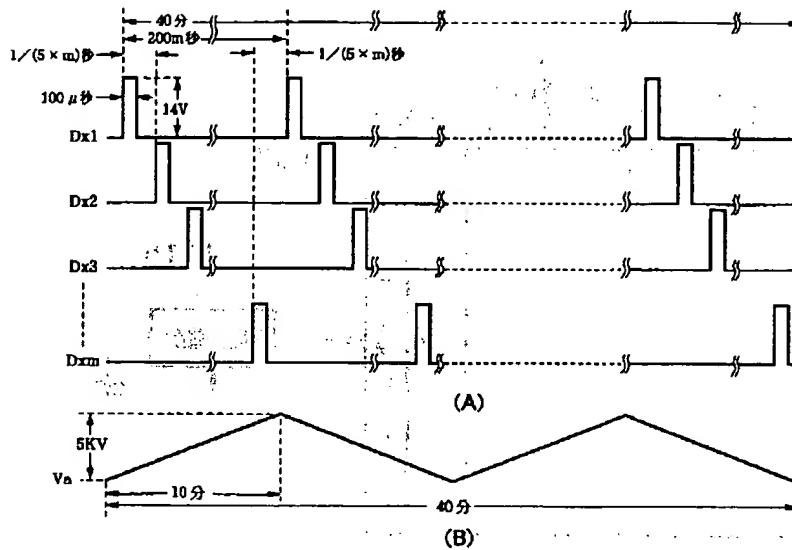 40分
200m秒
1／(5×m)秒
1／(5×m)秒
100μ秒
14V
Dx1
Dx2
Dx3
Dxm
(A)
5KV
Va
10分
40分
(B)